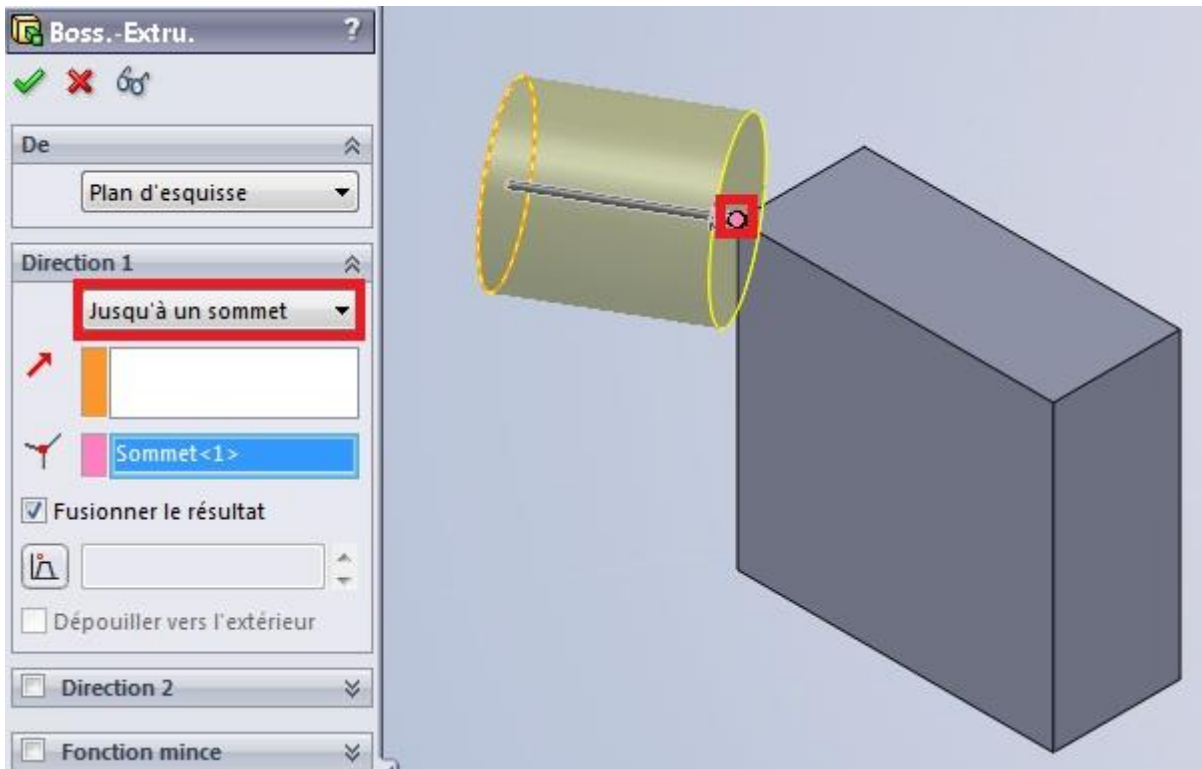 Boss.-Extru. ?
De
Plan d'esquisse
Direction 1
Jusqu'à un sommet
Sommet<1>
Fusionner le résultat
Dépouiller vers l'extérieur
Direction 2
Fonction mince